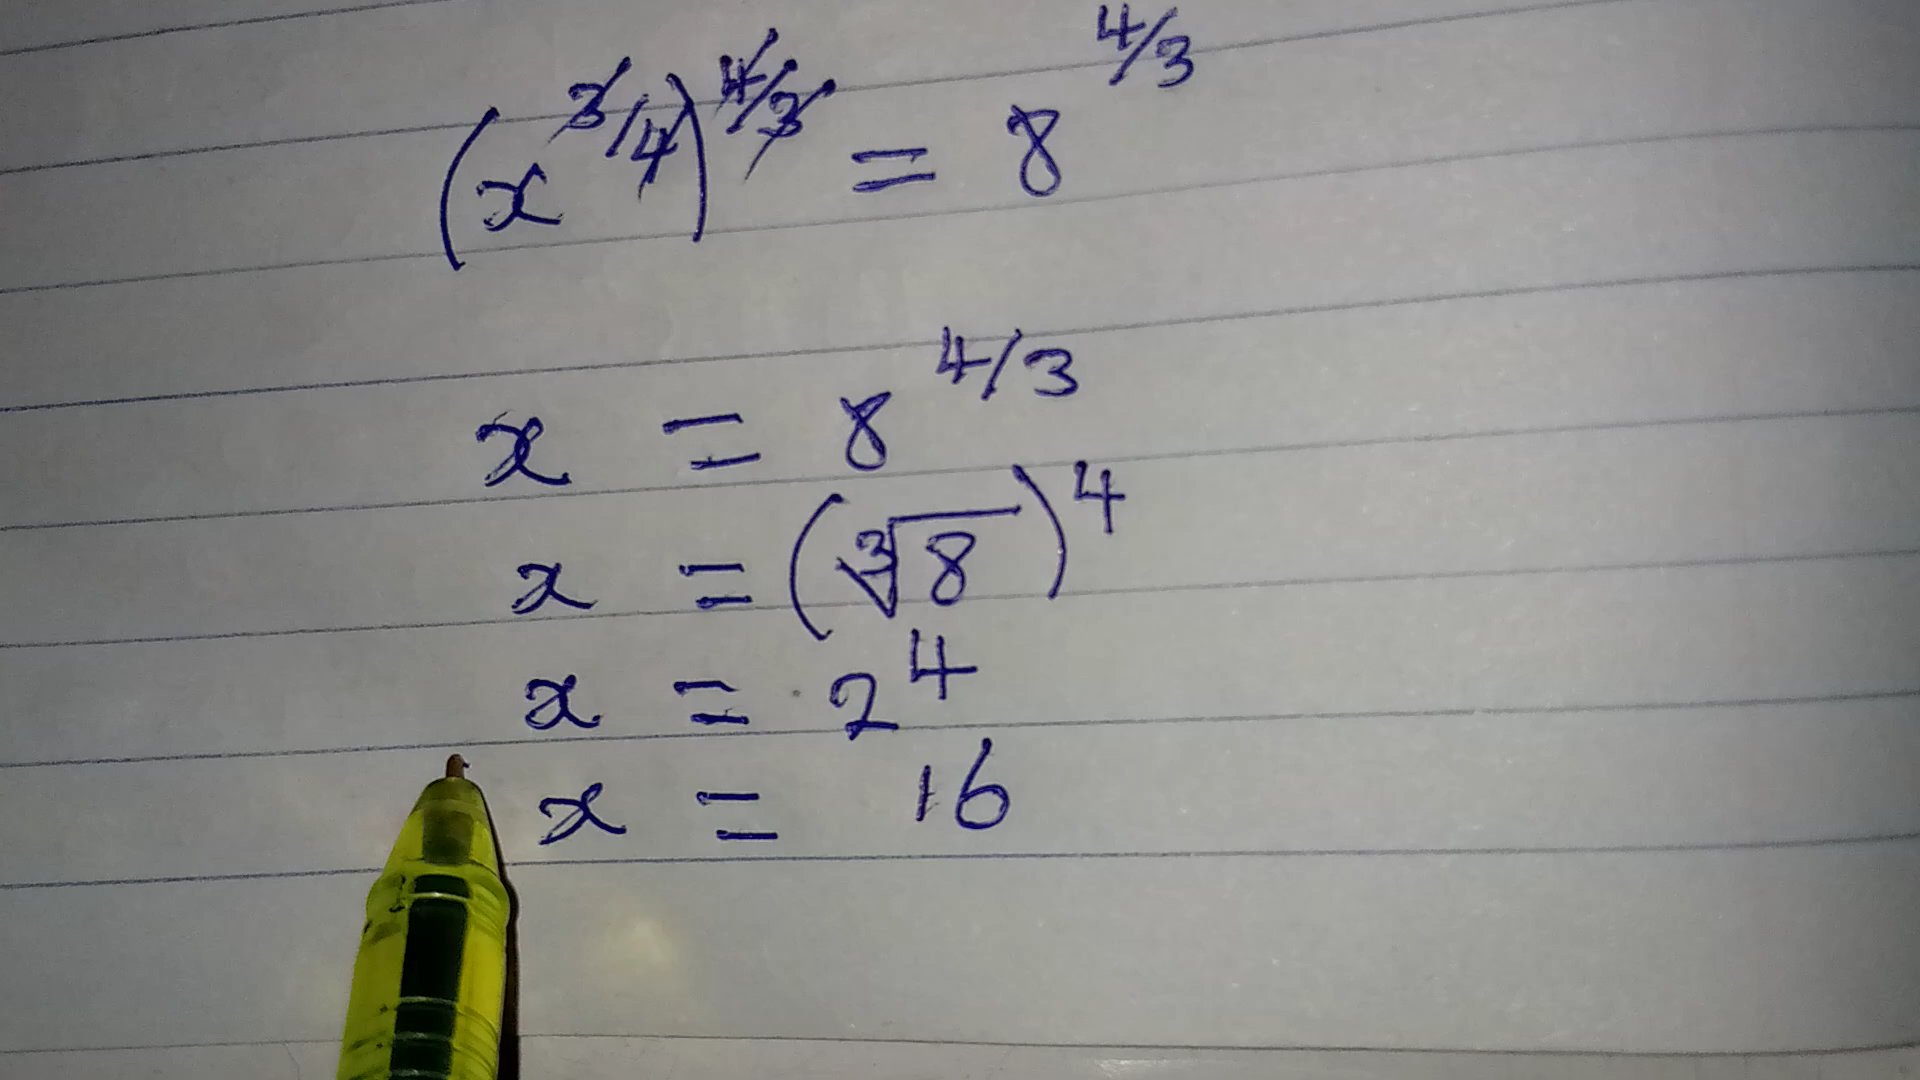 (x^{3/4})^{4/3} = 8^{4/3}
x = 8^{4/3}
x = (∛8)^4
x = 2^4
x = 16